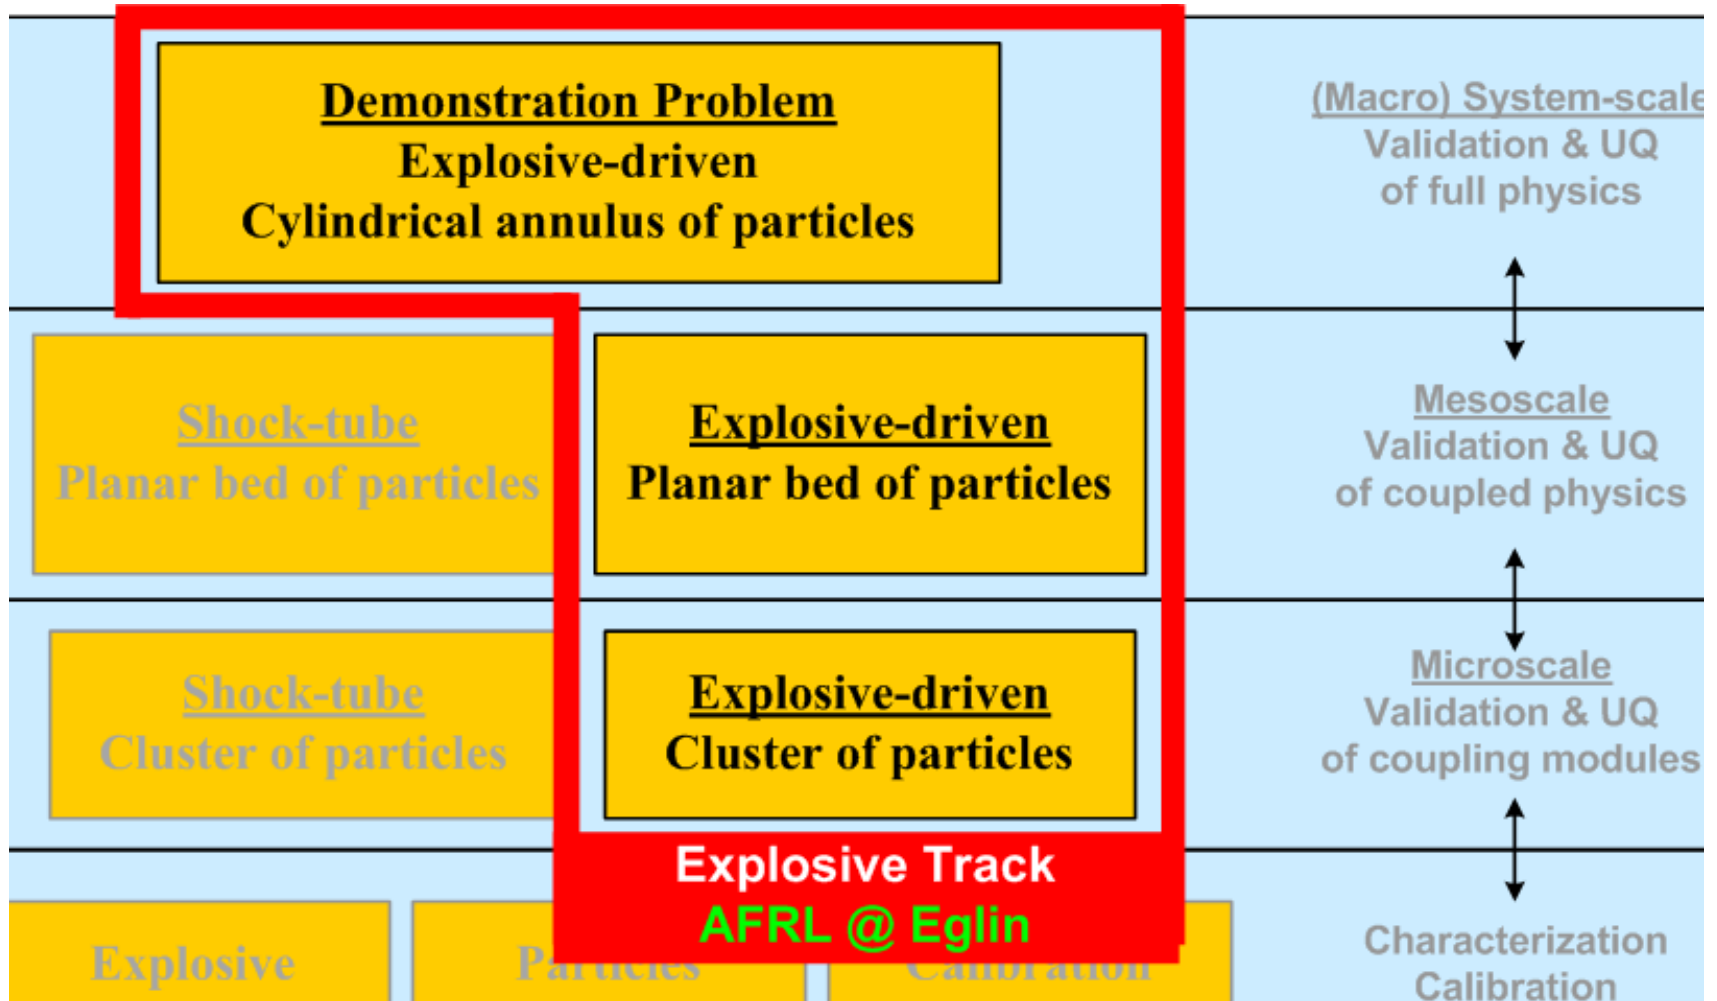 Demonstration Problem
Explosive-driven
Cylindrical annulus of particles
(Macro) System-scale
Validation & UQ
of full physics
Shock-tube
Planar bed of particles
Explosive-driven
Planar bed of particles
Mesoscale
Validation & UQ
of coupled physics
Shock-tube
Cluster of particles
Explosive-driven
Cluster of particles
Microscale
Validation & UQ
of coupling modules
Explosive Track
AFRL @ Eglin
Explosive
Particles
Calibration
Characterization
Calibration